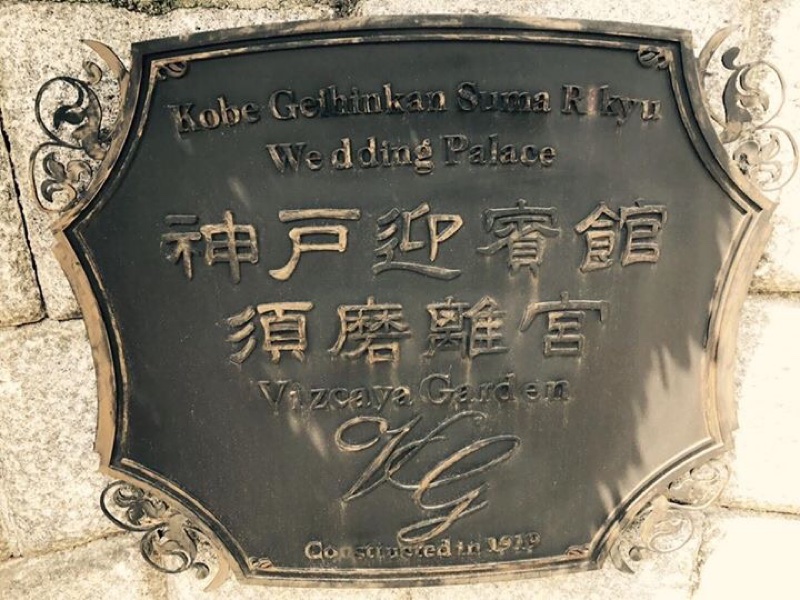 Kobe Geihinkan Suma Rikyu
Wedding Palace
神戸迎賓館
須磨離宮
Vizcaya Garden
VG
Constructed in 1919